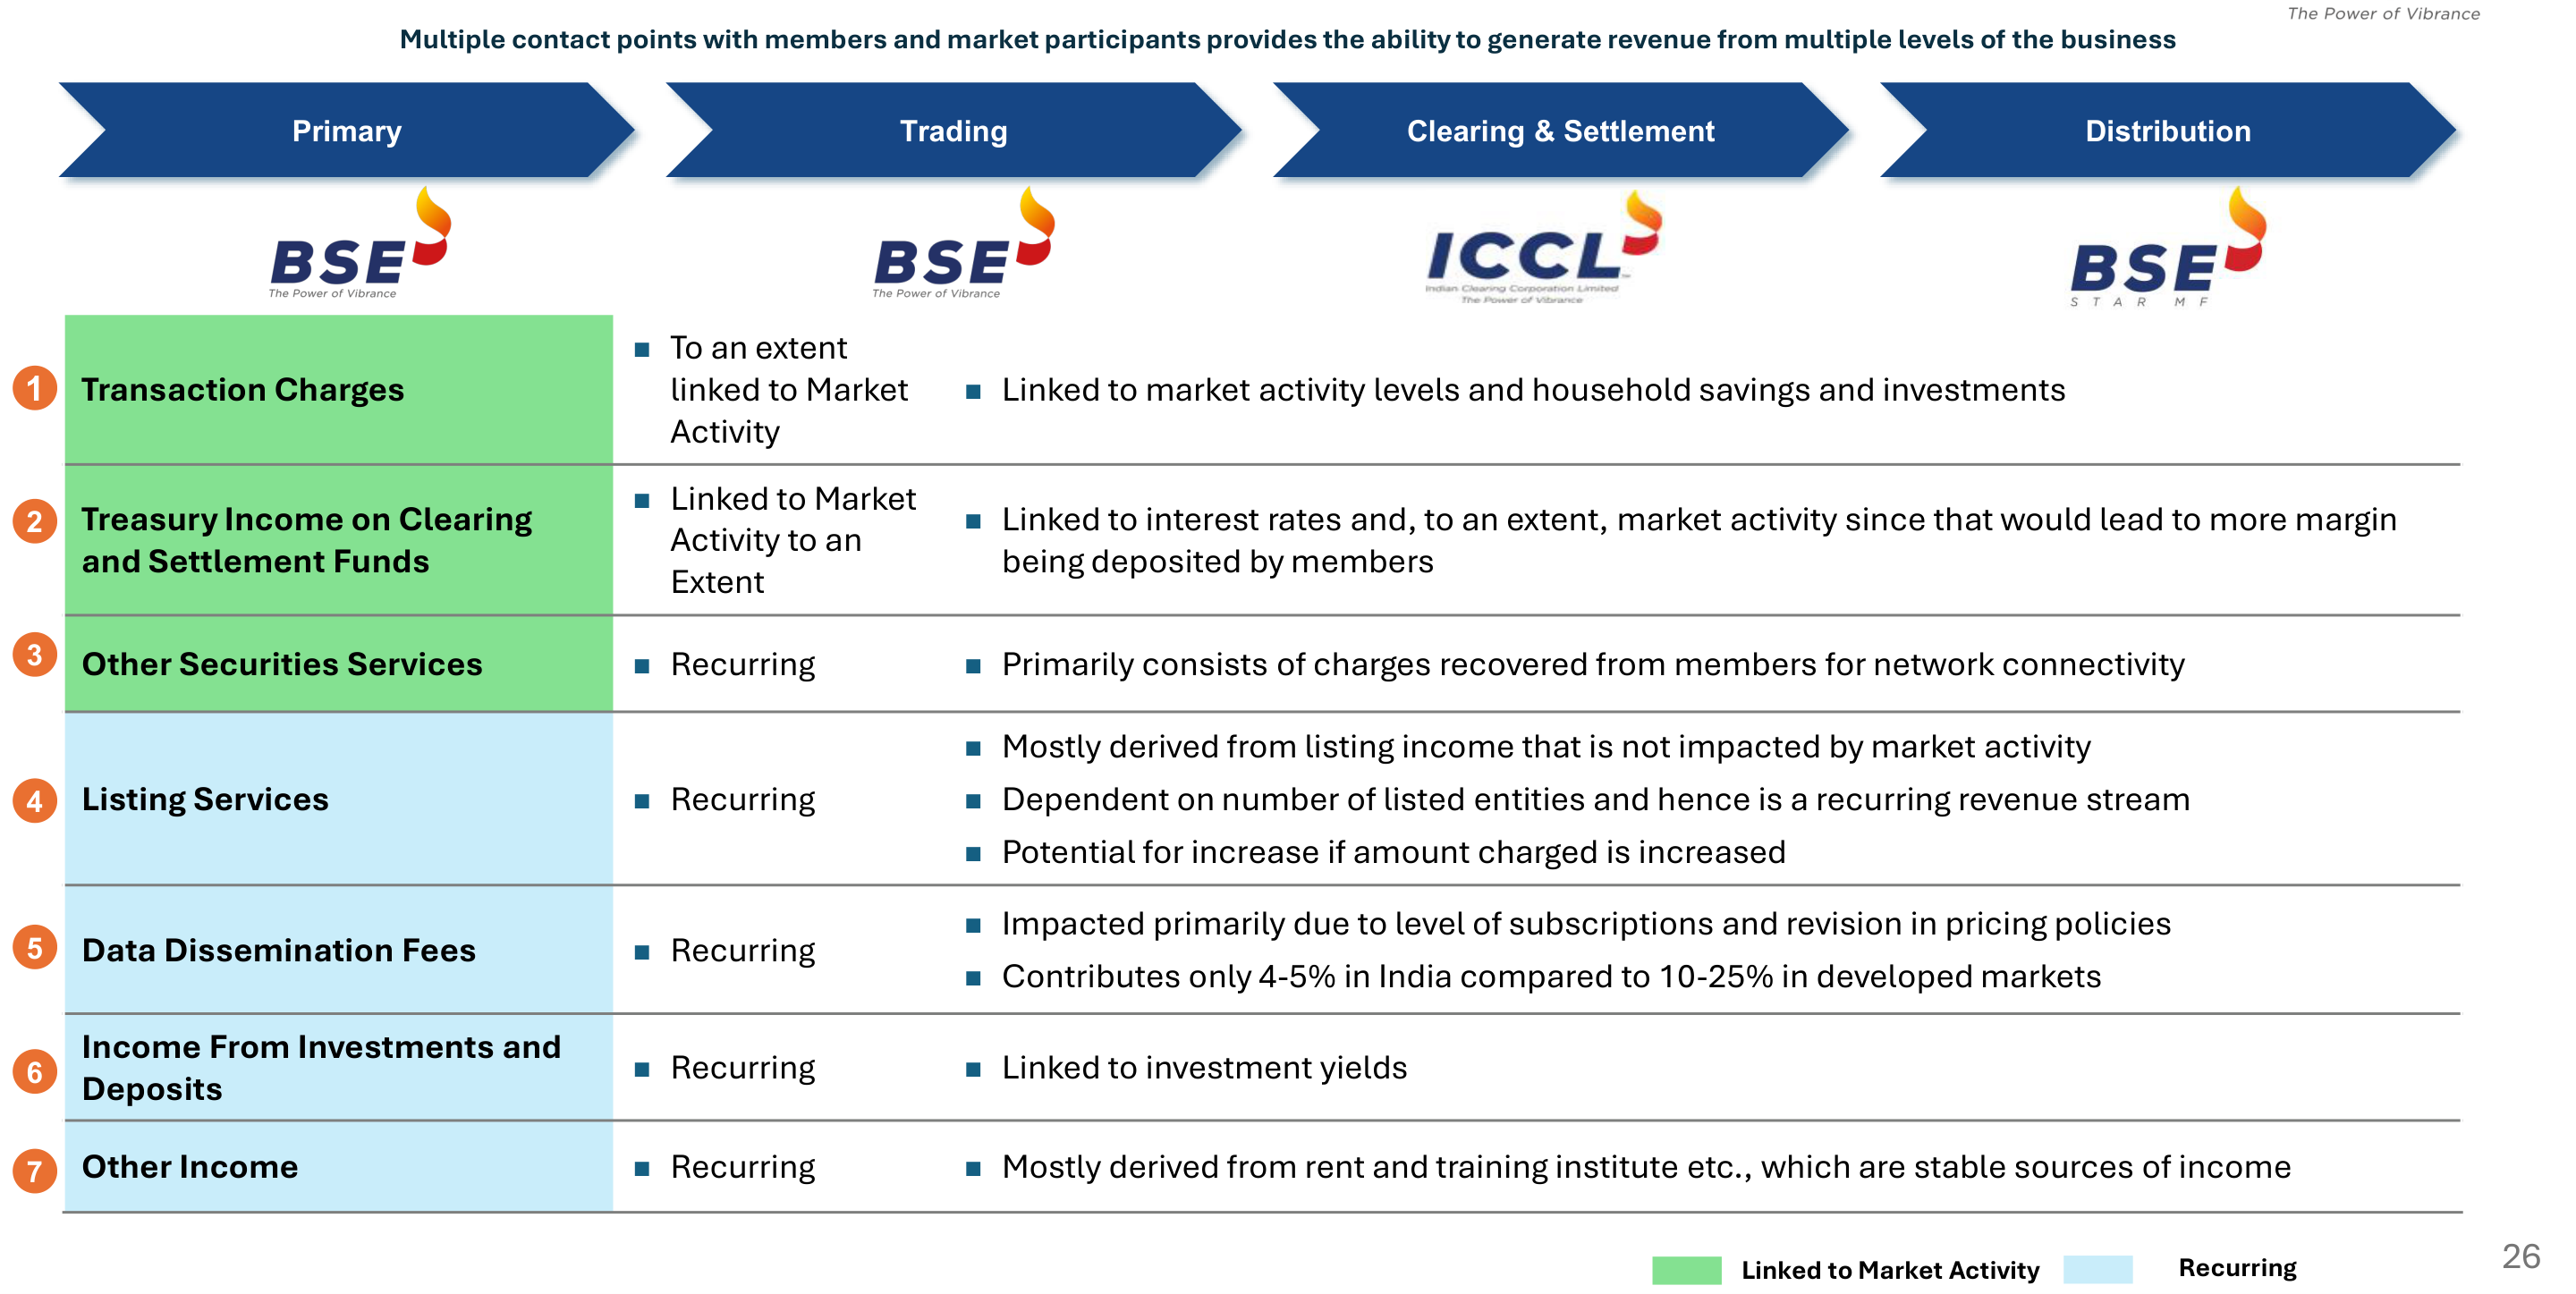 The Power of Vibrance
Multiple contact points with members and market participants provides the ability to generate revenue from multiple levels of the business
Primary
Trading
Clearing & Settlement
Distribution
BSE
The Power of Vibrance
BSE
The Power of Vibrance
ICCL
Indian Clearing Corporation Limited
The Power of Vibrance
BSE
STAR MF
1
Transaction Charges
To an extent
linked to Market
Activity
Linked to market activity levels and household savings and investments
2
Treasury Income on Clearing
and Settlement Funds
Linked to Market
Activity to an
Extent
Linked to interest rates and, to an extent, market activity since that would lead to more margin
being deposited by members
3
Other Securities Services
Recurring
Primarily consists of charges recovered from members for network connectivity
4
Listing Services
Recurring
Mostly derived from listing income that is not impacted by market activity
Dependent on number of listed entities and hence is a recurring revenue stream
Potential for increase if amount charged is increased
5
Data Dissemination Fees
Recurring
Impacted primarily due to level of subscriptions and revision in pricing policies
Contributes only 4-5% in India compared to 10-25% in developed markets
6
Income From Investments and
Deposits
Recurring
Linked to investment yields
7
Other Income
Recurring
Mostly derived from rent and training institute etc., which are stable sources of income
Linked to Market Activity
Recurring
26